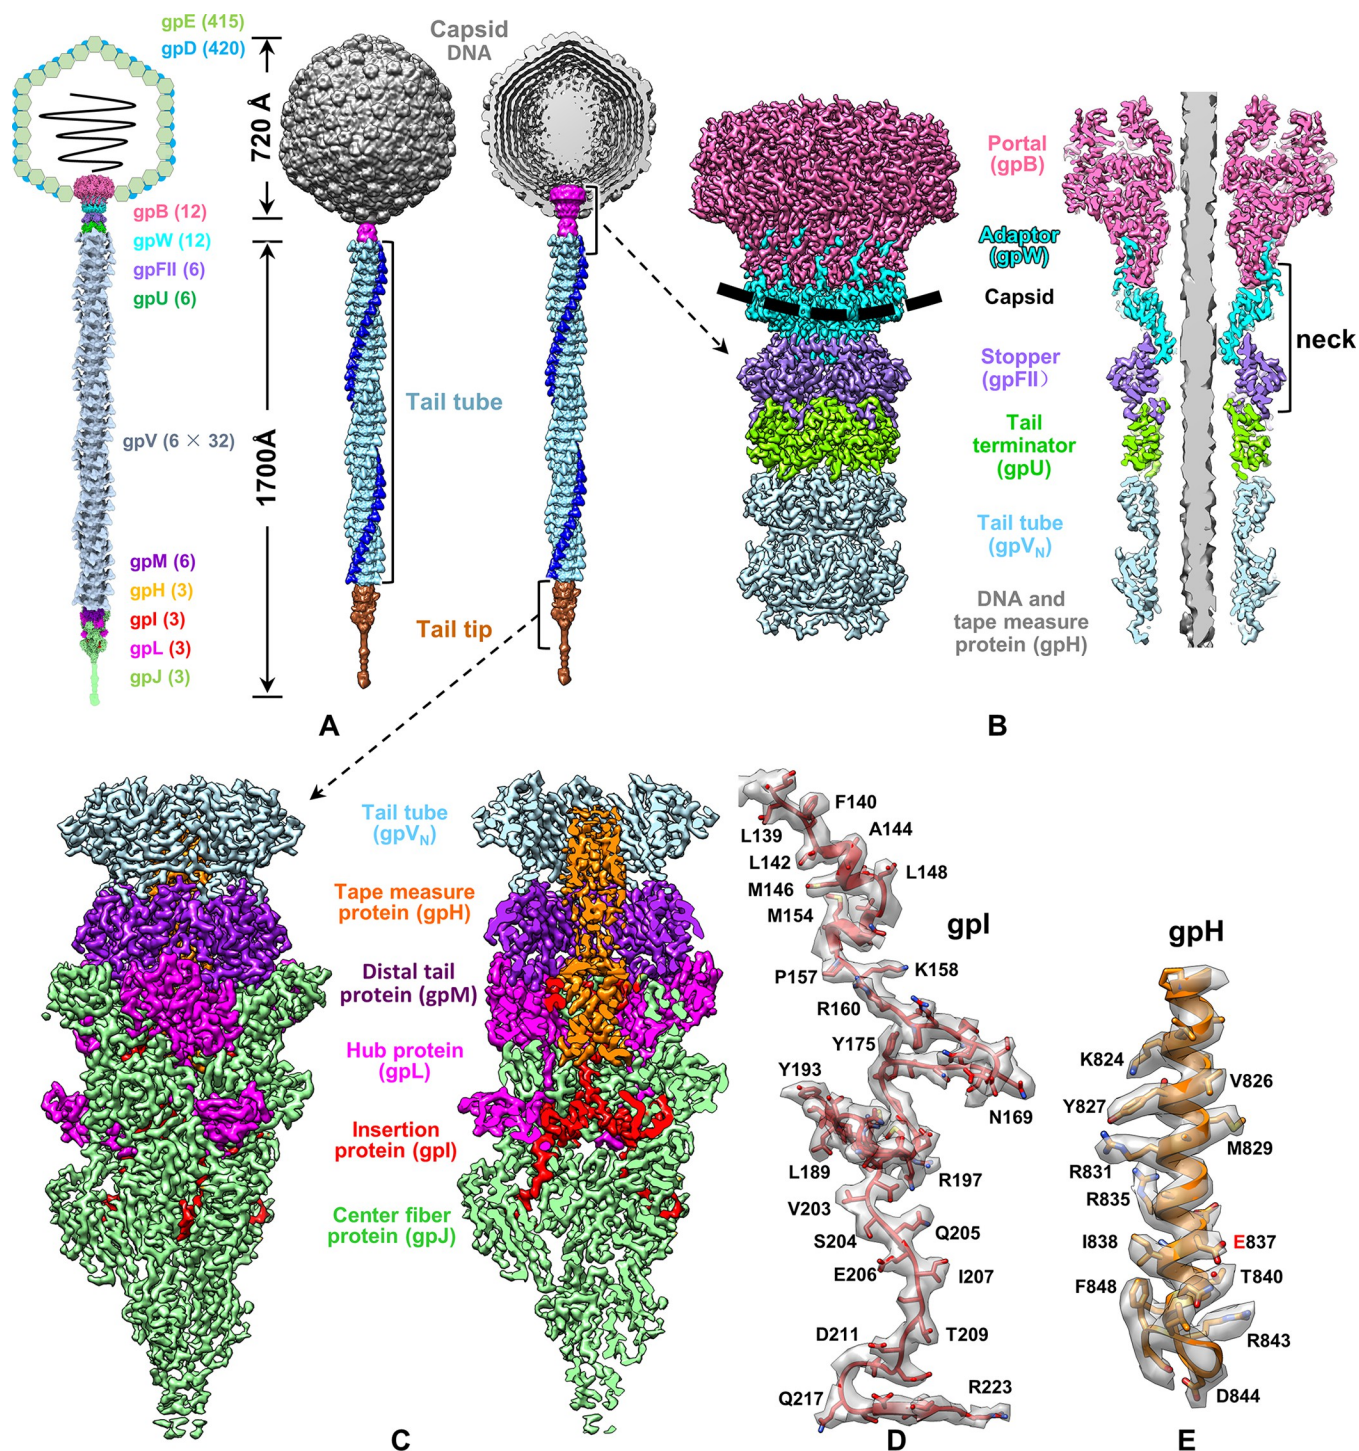 gpE (415)
gpD (420)
720 Å
Capsid
DNA
gpB (12)
gpW (12)
gpFII (6)
gpU (6)
gpV (6 × 32)
1700Å
Tail tube
gpM (6)
gpH (3)
gpI (3)
gpL (3)
gpJ (3)
Tail tip
A
Portal
(gpB)
Adaptor
(gpW)
Capsid
neck
Stopper
(gpFII）
Tail
terminator
(gpU)
Tail tube
(gpVN)
DNA and
tape measure
protein (gpH)
B
Tail tube
(gpVN)
Tape measure
protein (gpH)
Distal tail
protein (gpM)
Hub protein
(gpL)
Insertion
protein (gpI)
Center fiber
protein (gpJ)
C
F140
L139
A144
L142
L148
M146
M154
gpI
P157
K158
R160
Y175
Y193
N169
L189
R197
V203
Q205
S204
E206
I207
D211
T209
Q217
R223
D
gpH
K824
V826
Y827
M829
R831
R835
I838
E837
F848
T840
R843
D844
E